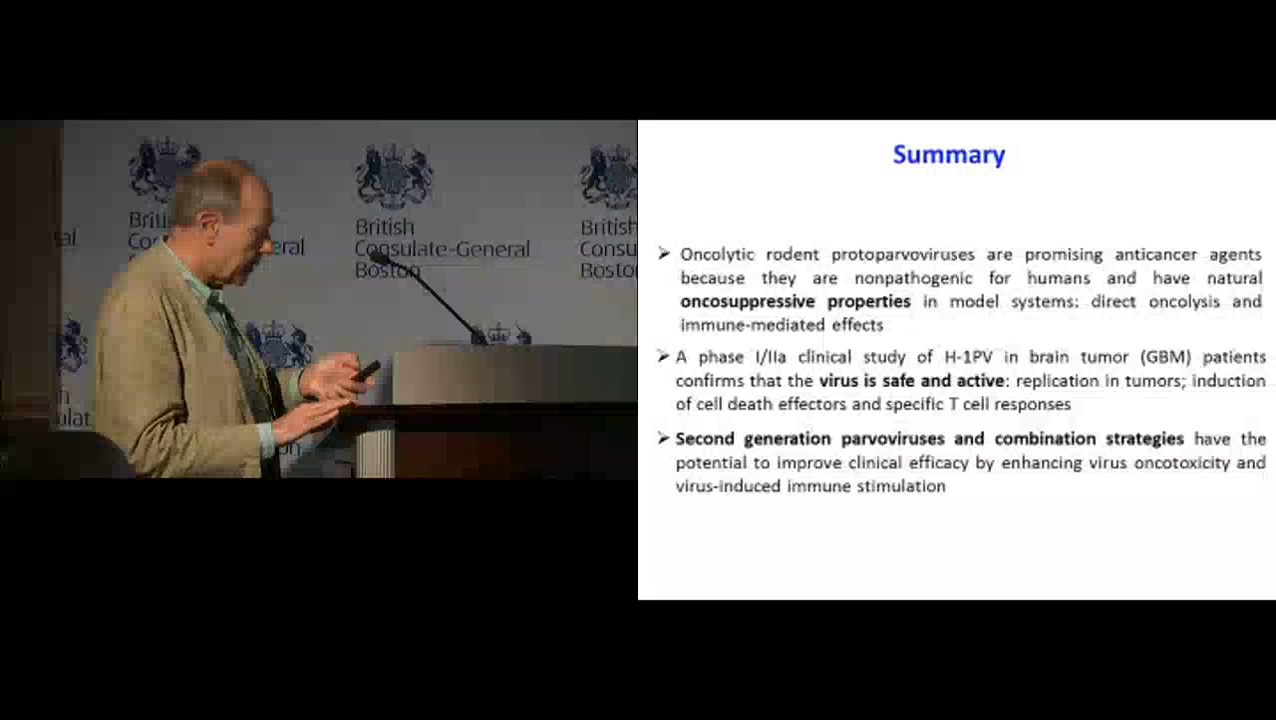 British
Consulate-General
Boston
Summary
➤ Oncolytic rodent protoparvoviruses are promising anticancer agents
because they are nonpathogenic for humans and have natural
oncosuppressive properties in model systems: direct oncolysis and
immune-mediated effects
➤ A phase I/IIa clinical study of H-1PV in brain tumor (GBM) patients
confirms that the virus is safe and active: replication in tumors; induction
of cell death effectors and specific T cell responses
➤ Second generation parvoviruses and combination strategies have the
potential to improve clinical efficacy by enhancing virus oncotoxicity and
virus-induced immune stimulation